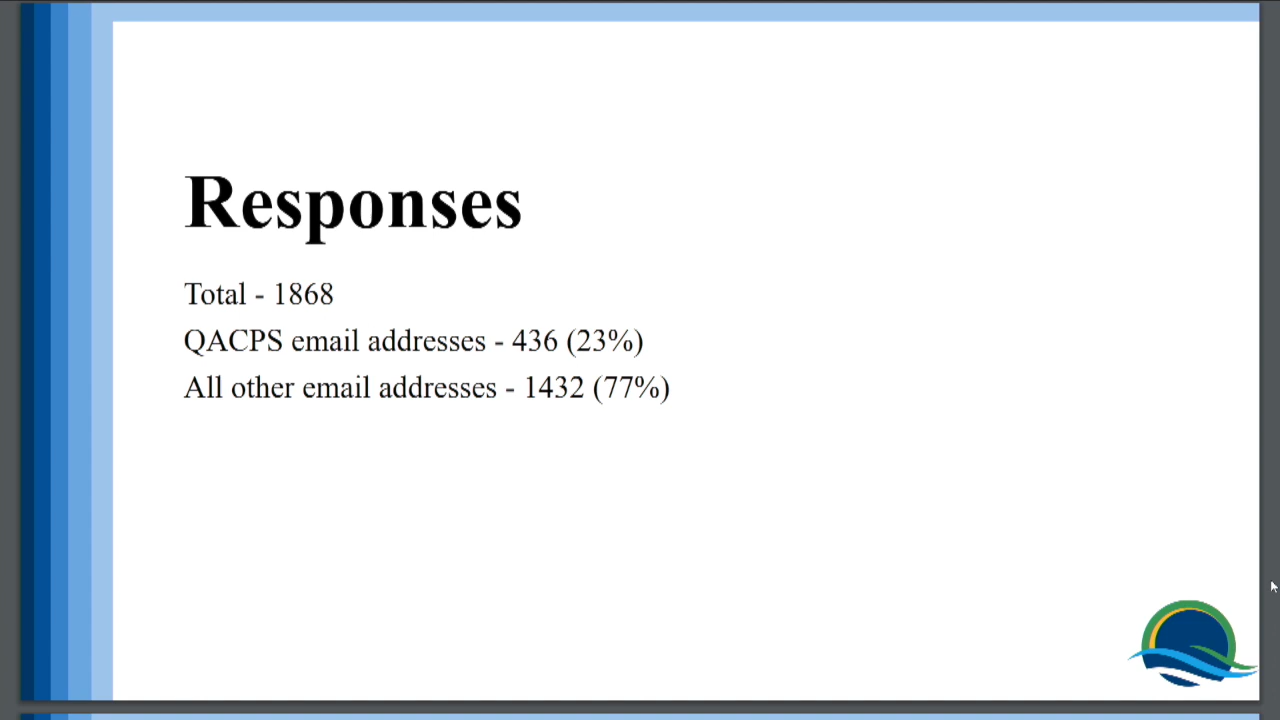 Responses
Total - 1868
QACPS email addresses - 436 (23%)
All other email addresses - 1432 (77%)